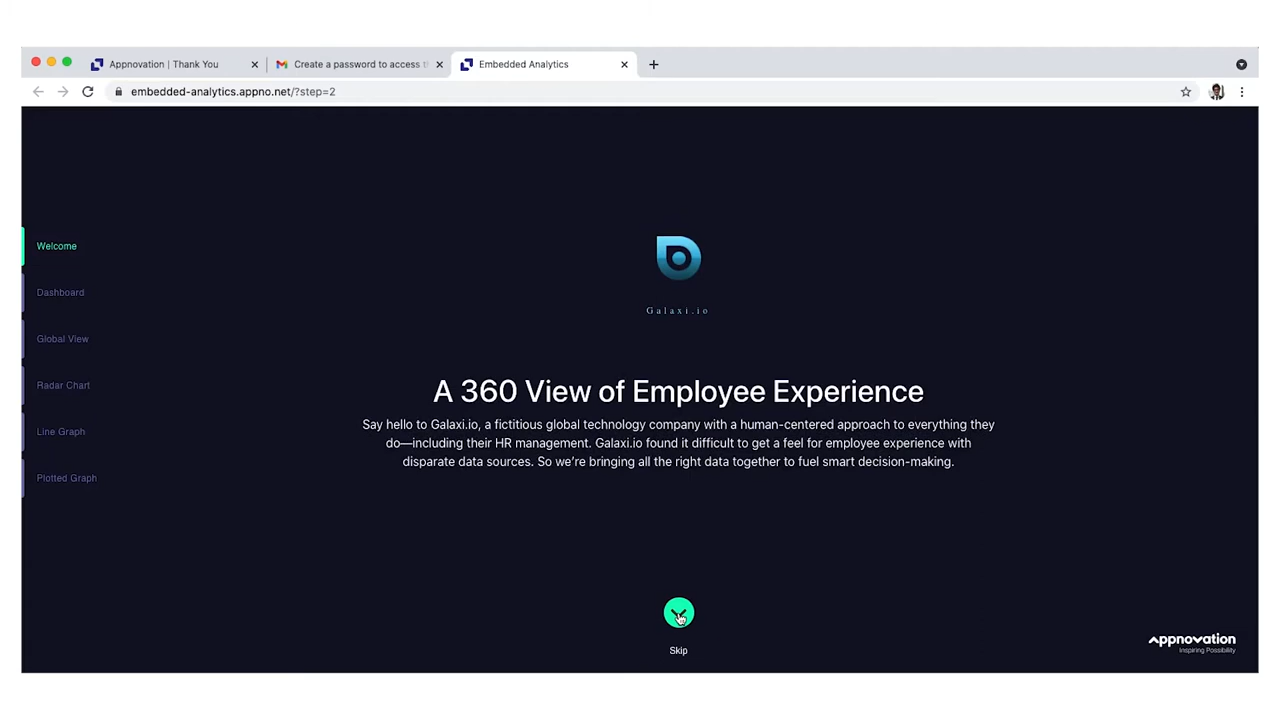 Appnovation | Thank You
Create a password to access
Embedded Analytics
embedded-analytics.appno.net/?step=2
Welcome
Dashboard
Global View
Radar Chart
Line Graph
Plotted Graph
Galaxi.io
A 360 View of Employee Experience
Say hello to Galaxi.io, a fictitious global technology company with a human-centered approach to everything they
do—including their HR management. Galaxi.io found it difficult to get a feel for employee experience with
disparate data sources. So we’re bringing all the right data together to fuel smart decision-making.
Skip
Appnovation
Inspiring Possibility